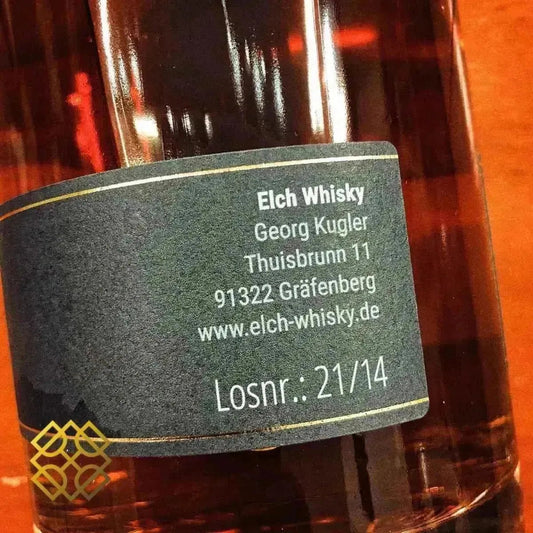 Elch Whisky
Georg Kugler
Thuisbrunn 11
91322 Gräfenberg
www.elch-whisky.de
Losnr.: 21/14